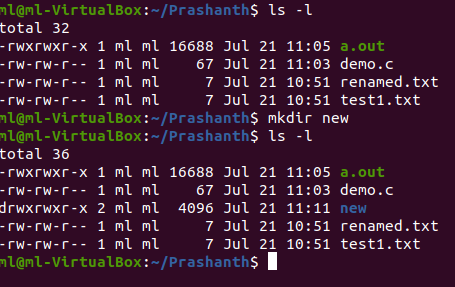 ml@ml-VirtualBox:~/Prashanth$ ls -l
total 32
-rwxrwxr-x 1 ml ml 16688 Jul 21 11:05 a.out
-rw-rw-r-- 1 ml ml    67 Jul 21 11:03 demo.c
-rw-rw-r-- 1 ml ml     7 Jul 21 10:51 renamed.txt
-rw-rw-r-- 1 ml ml     7 Jul 21 10:51 test1.txt
ml@ml-VirtualBox:~/Prashanth$ mkdir new
ml@ml-VirtualBox:~/Prashanth$ ls -l
total 36
-rwxrwxr-x 1 ml ml 16688 Jul 21 11:05 a.out
-rw-rw-r-- 1 ml ml    67 Jul 21 11:03 demo.c
drwxrwxr-x 2 ml ml  4096 Jul 21 11:11 new
-rw-rw-r-- 1 ml ml     7 Jul 21 10:51 renamed.txt
-rw-rw-r-- 1 ml ml     7 Jul 21 10:51 test1.txt
ml@ml-VirtualBox:~/Prashanth$